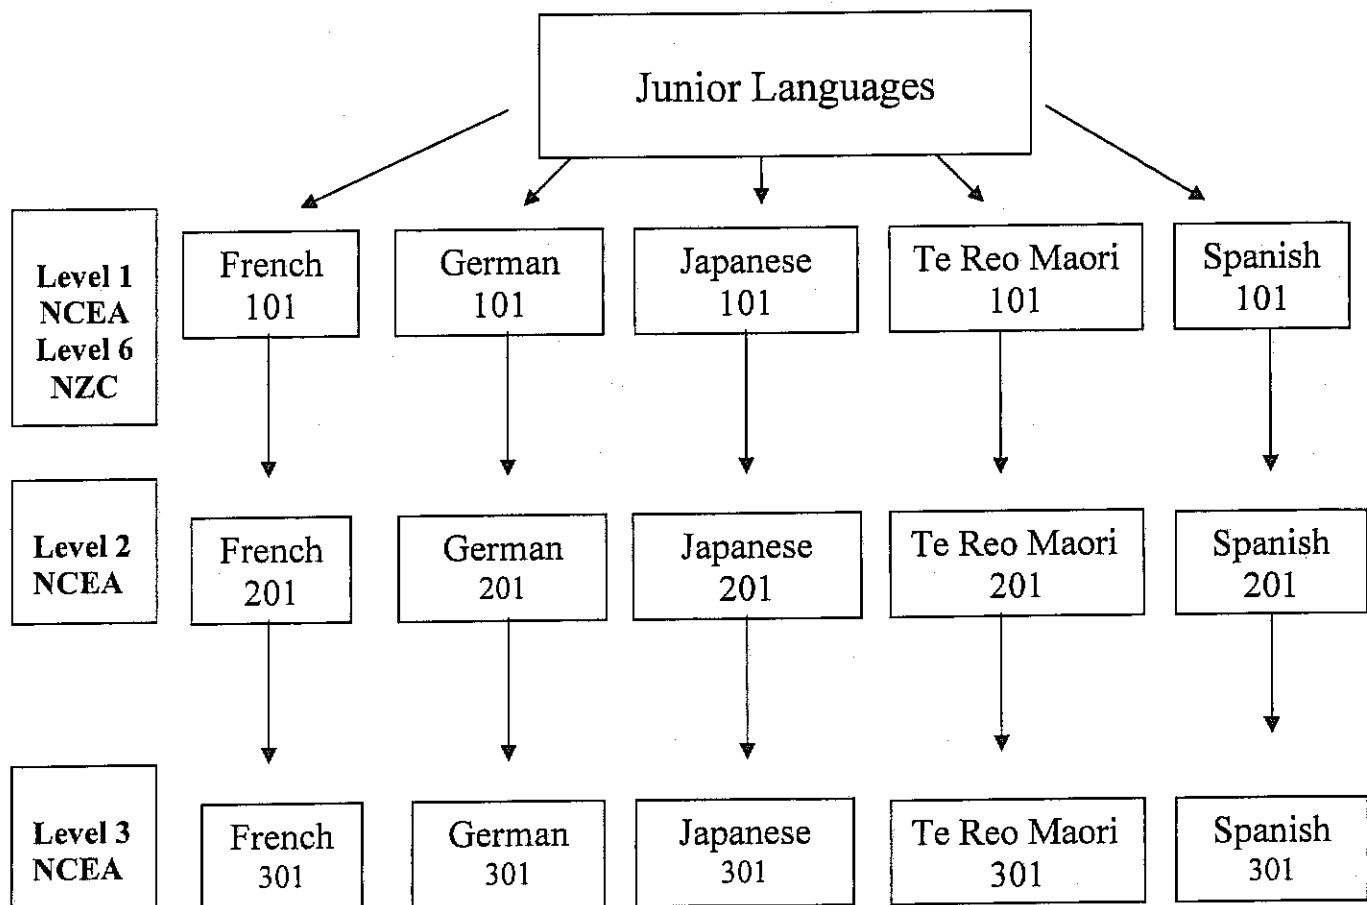 Junior Languages
Level 1
NCEA
Level 6
NZC
French
101
German
101
Japanese
101
Te Reo Maori
101
Spanish
101
Level 2
NCEA
French
201
German
201
Japanese
201
Te Reo Maori
201
Spanish
201
Level 3
NCEA
French
301
German
301
Japanese
301
Te Reo Maori
301
Spanish
301